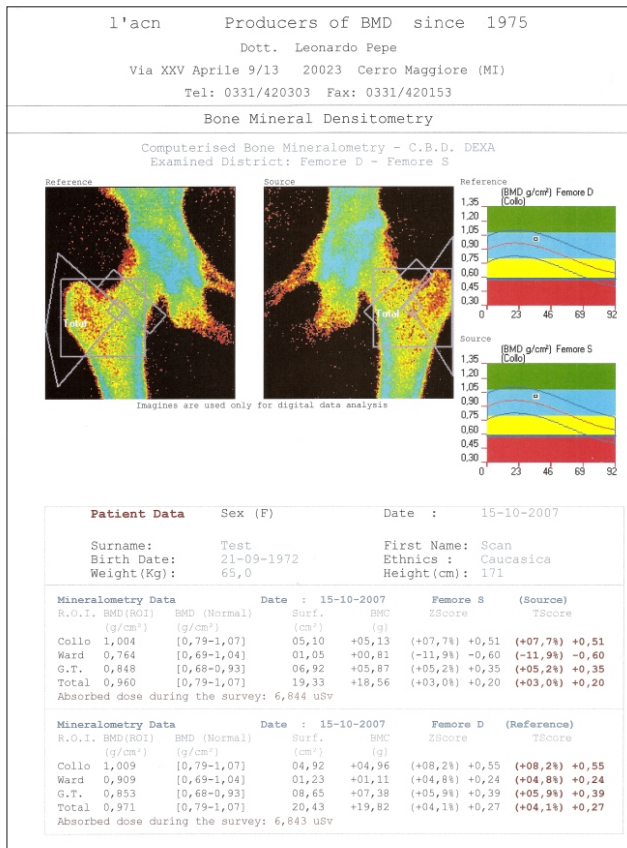 l'acn Producers of BMD since 1975
Dott. Leonardo Pepe
Via XXV Aprile 9/13 20023 Cerro Maggiore (MI)
Tel: 0331/420303 Fax: 0331/420153
Bone Mineral Densitometry
Computerised Bone Mineralometry - C.B.D. DEXA
Examined District: Femore D - Femore S
Reference
Total
Source
Total
Imagines are used only for digital data analysis
Reference
(BMD g/cm²) Femore D
(Collo)
1,35
1,20
1,05
0,90
0,75
0,60
0,45
0,30
0 23 46 69 92
Source
(BMD g/cm²) Femore S
(Collo)
1,35
1,20
1,05
0,90
0,75
0,60
0,45
0,30
0 23 46 69 92
Patient Data Sex (F) Date : 15-10-2007
Surname: Test First Name: Scan
Birth Date: 21-09-1972 Ethnics : Caucasica
Weight(Kg): 65,0 Height(cm): 171
Mineralometry Data Date : 15-10-2007 Femore S (Source)
R.O.I. BMD(ROI) BMD (Normal) Surf. BMC ZScore TScore
(g/cm²) (g/cm²) (cm²) (g)
Collo 1,004 [0,79-1,07] 05,10 +05,13 (+07,7%) +0,51 (+07,7%) +0,51
Ward 0,764 [0,69-1,04] 01,05 +00,81 (-11,9%) -0,60 (-11,9%) -0,60
G.T. 0,848 [0,68-0,93] 06,92 +05,87 (+05,2%) +0,35 (+05,2%) +0,35
Total 0,960 [0,79-1,07] 19,33 +18,56 (+03,0%) +0,20 (+03,0%) +0,20
Absorbed dose during the survey: 6,844 uSv
Mineralometry Data Date : 15-10-2007 Femore D (Reference)
R.O.I. BMD(ROI) BMD (Normal) Surf. BMC ZScore TScore
(g/cm²) (g/cm²) (cm²) (g)
Collo 1,009 [0,79-1,07] 04,92 +04,96 (+08,2%) +0,55 (+08,2%) +0,55
Ward 0,909 [0,69-1,04] 01,23 +01,11 (+04,8%) +0,24 (+04,8%) +0,24
G.T. 0,853 [0,68-0,93] 08,65 +07,38 (+05,9%) +0,39 (+05,9%) +0,39
Total 0,971 [0,79-1,07] 20,43 +19,82 (+04,1%) +0,27 (+04,1%) +0,27
Absorbed dose during the survey: 6,843 uSv